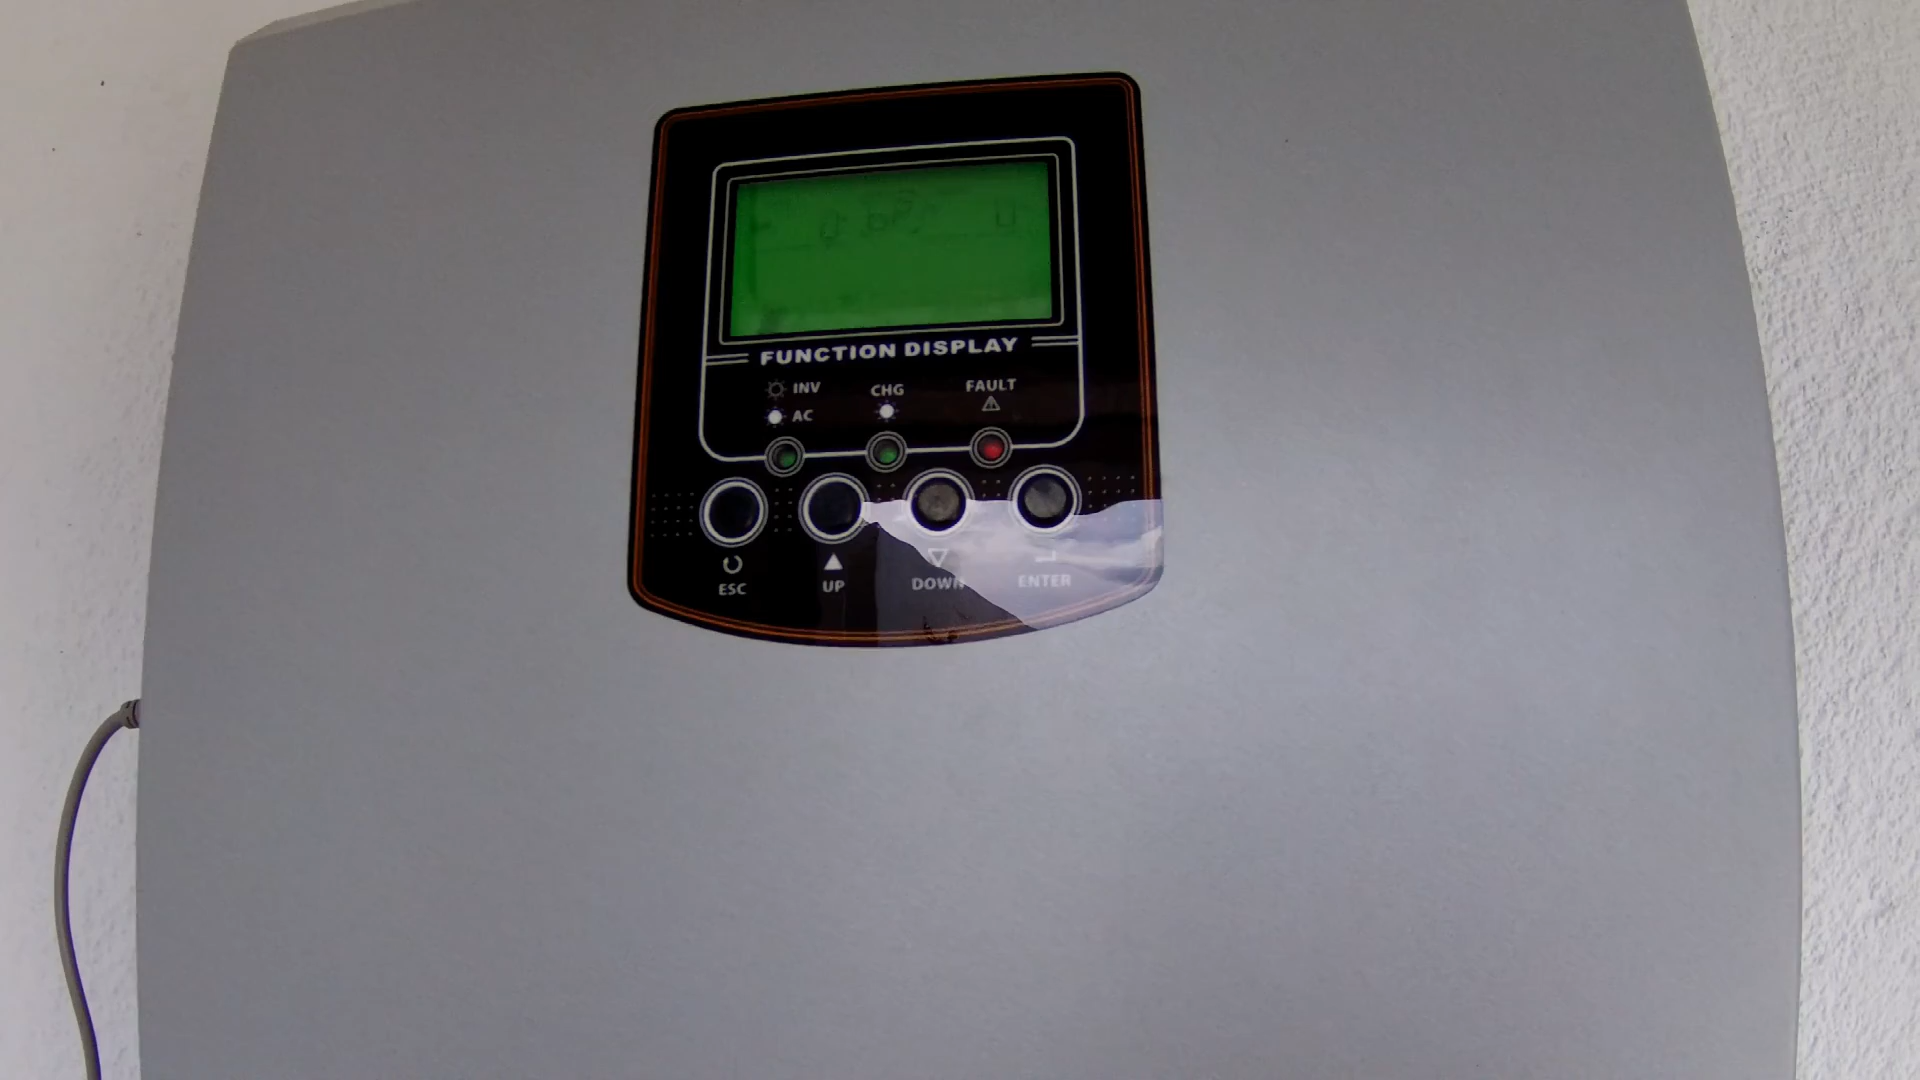 FUNCTION DISPLAY
INV CHG FAULT
AC
ESC UP DOWN ENTER